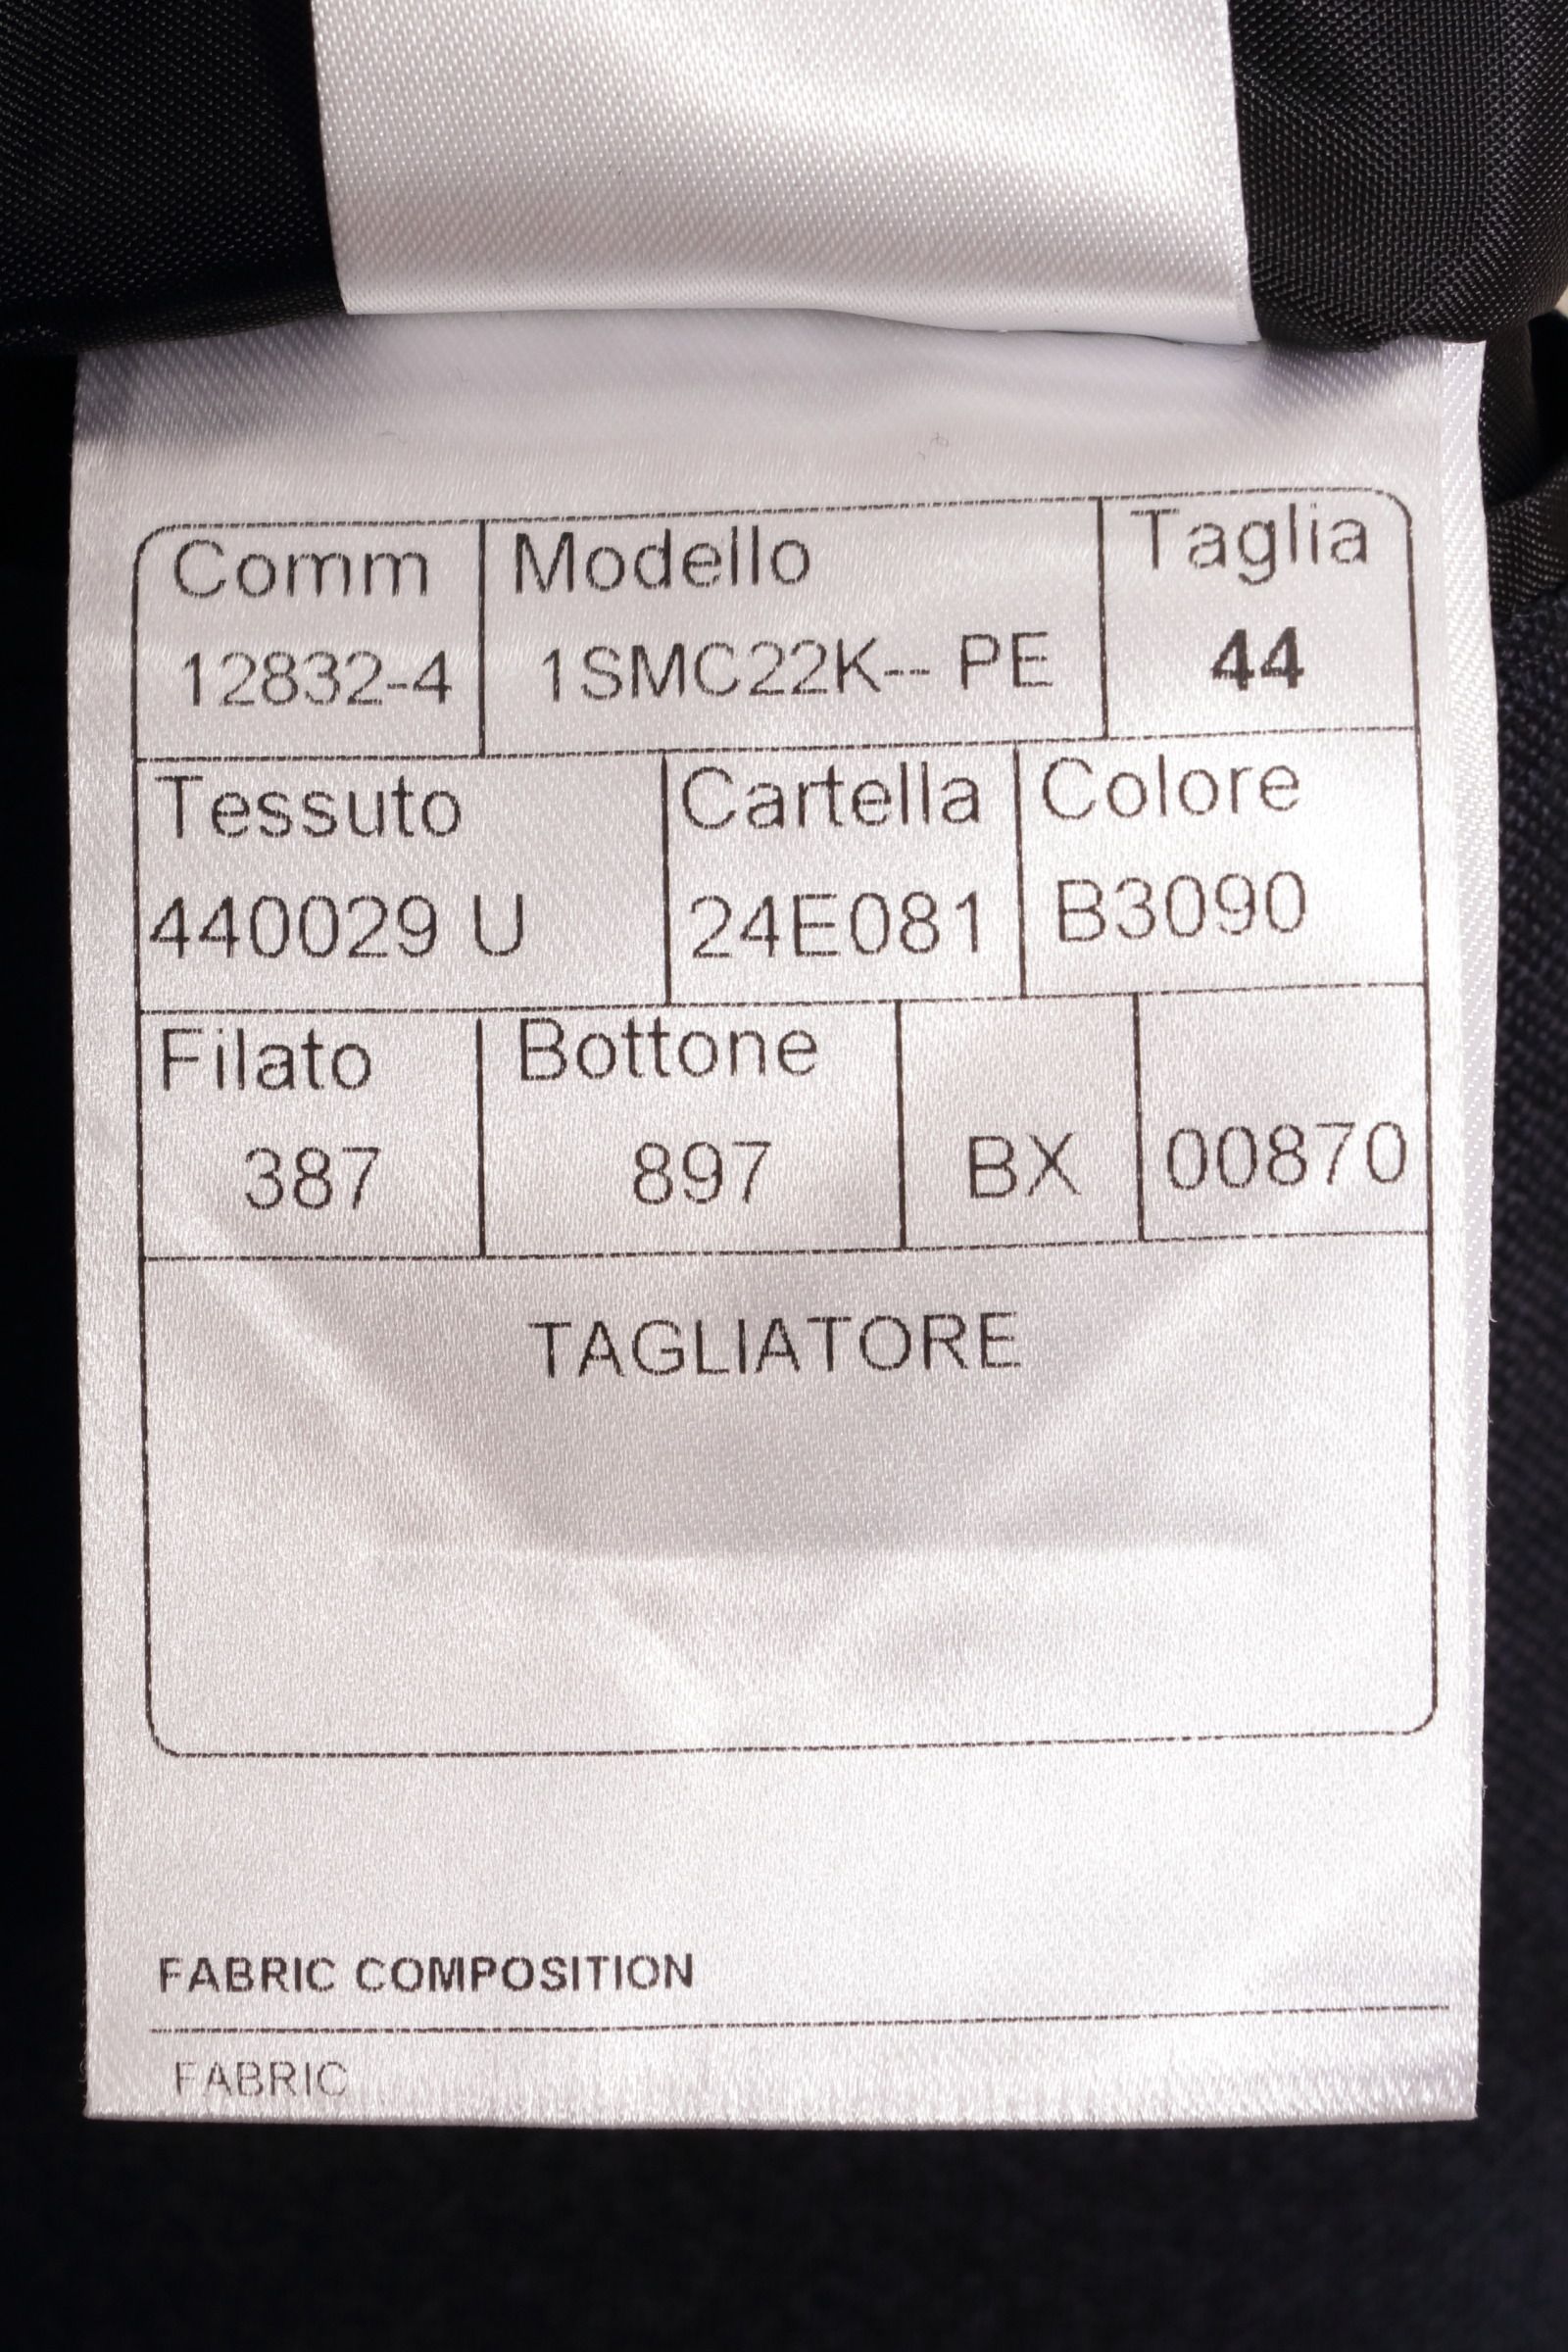 Comm Modello Taglia
12832-4 1SMC22K-- PE 44
Tessuto Cartella Colore
440029 U 24E081 B3090
Filato Bottone
387 897 BX 00870
TAGLIATORE
FABRIC COMPOSITION
FABRIC